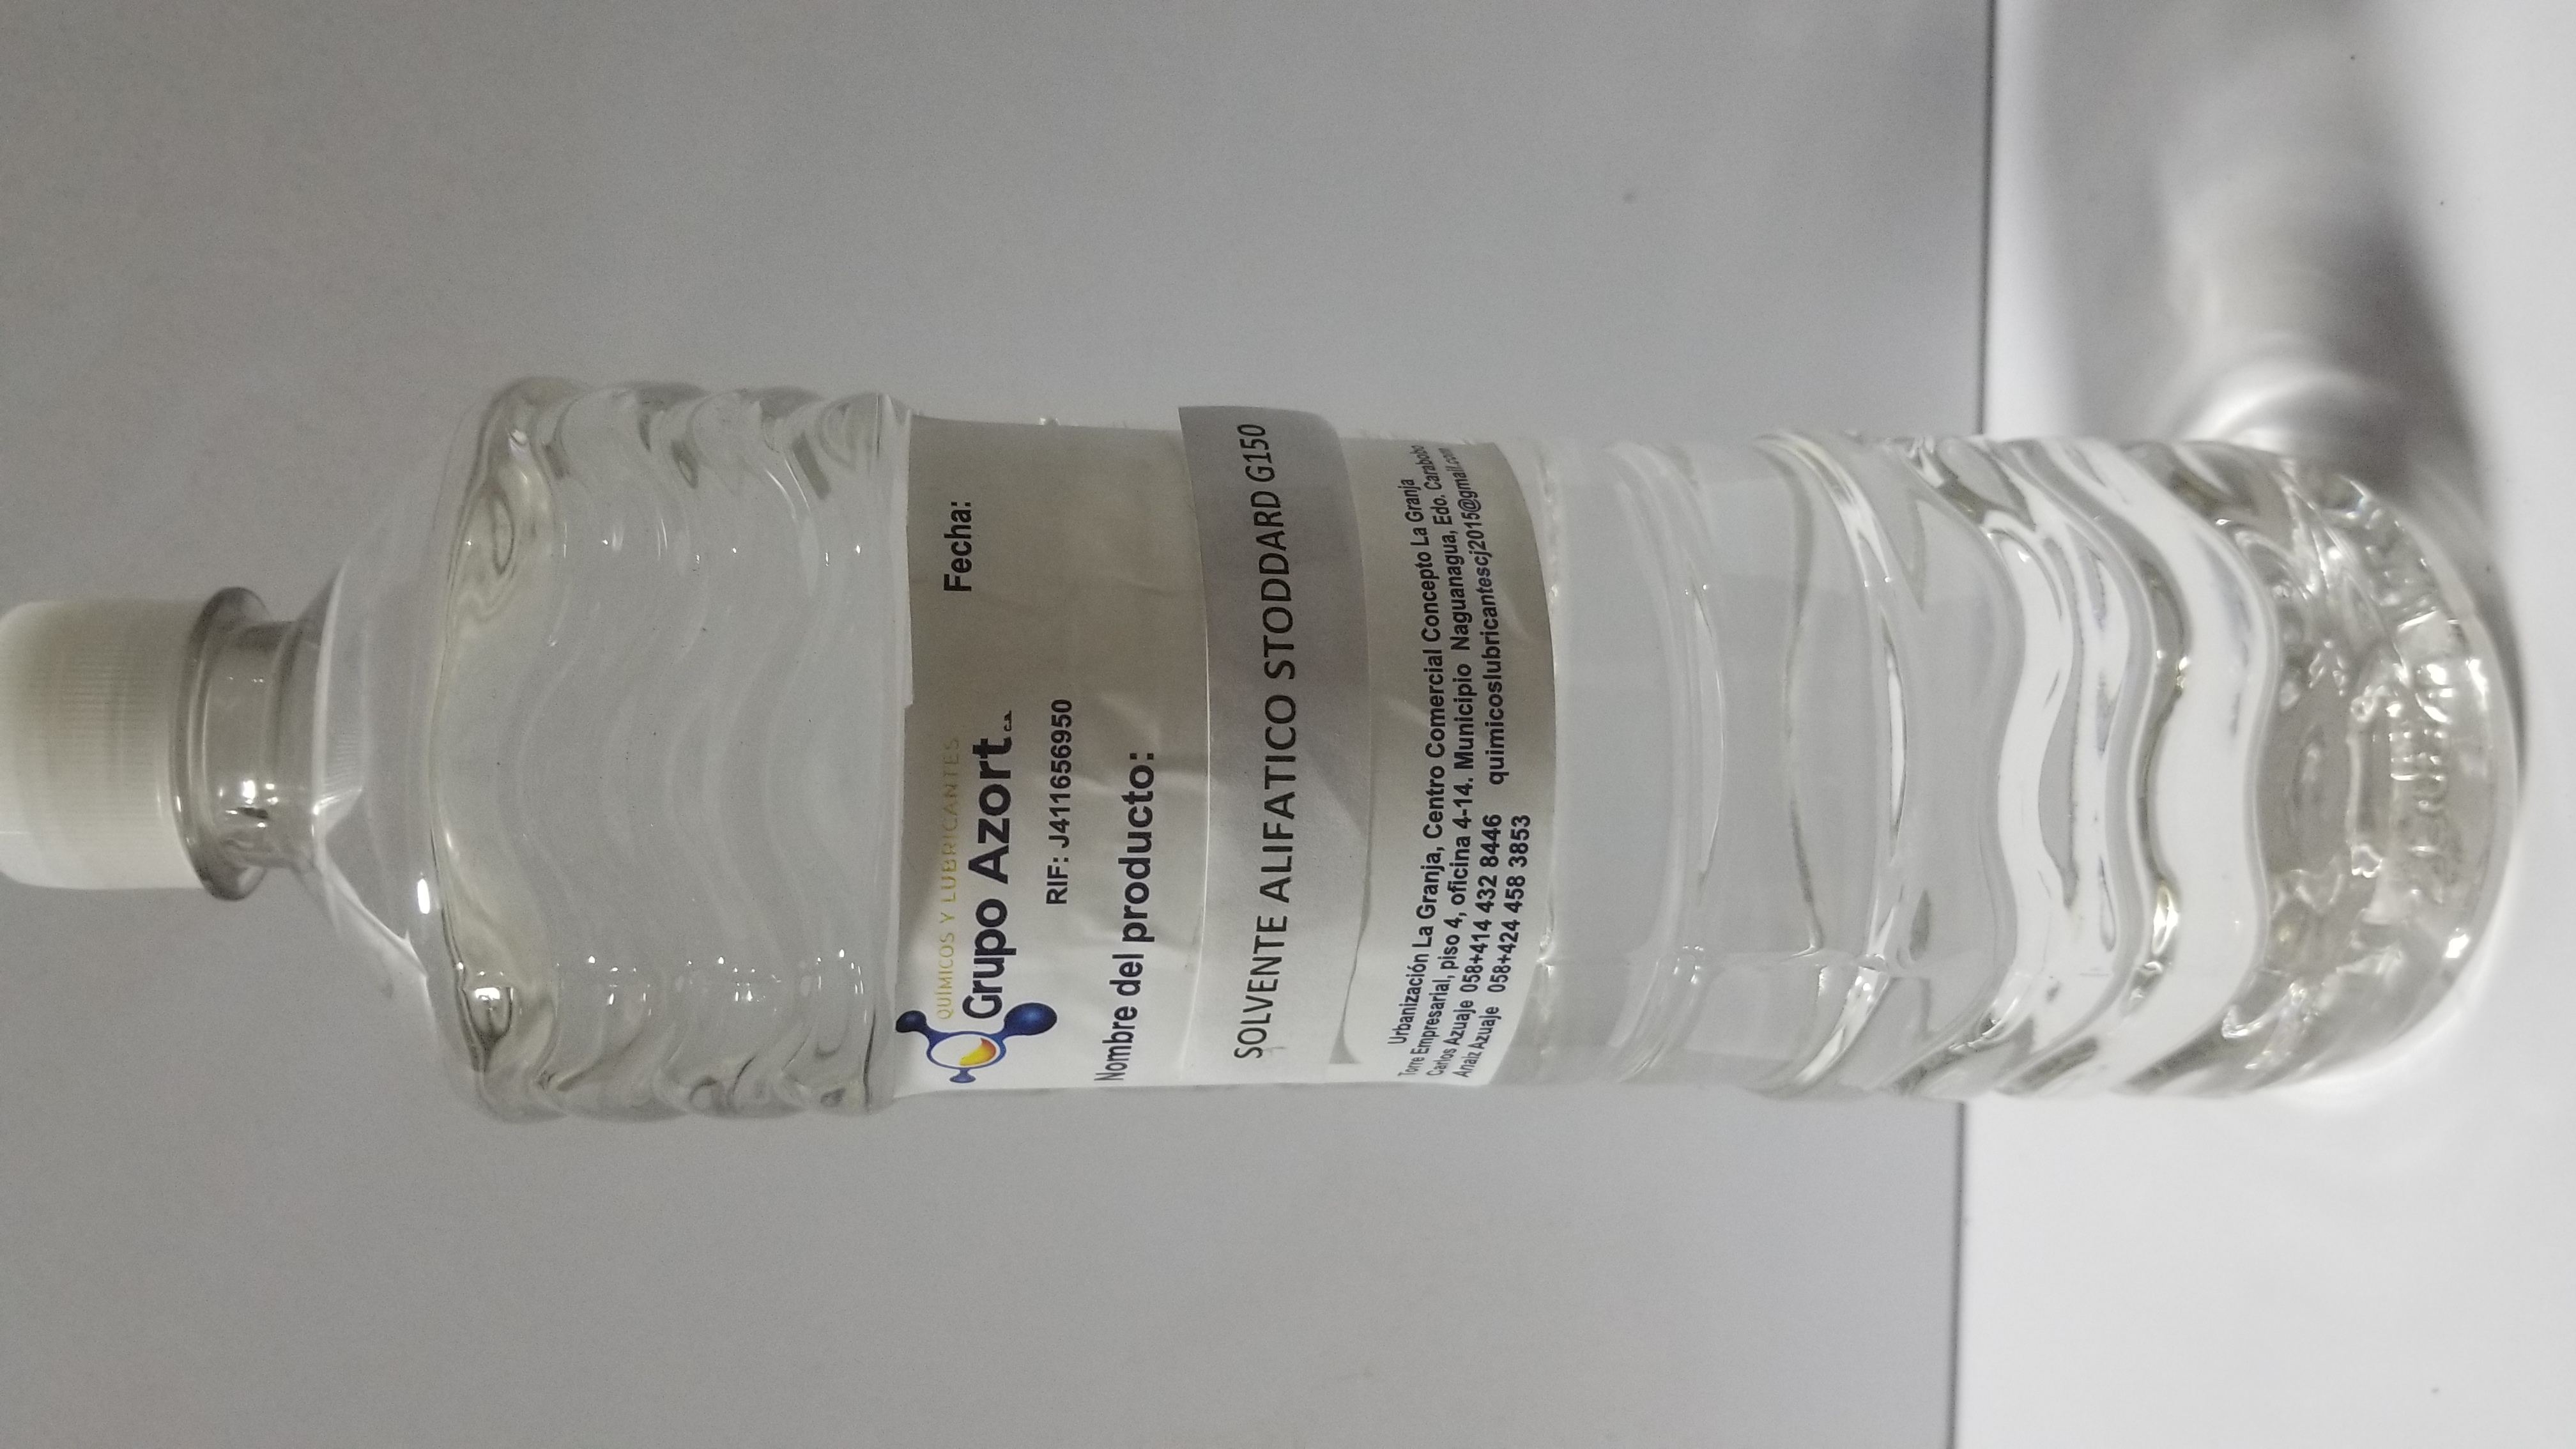 QUÍMICOS Y LUBRICANTES
Grupo Azort c.a.
Fecha:
RIF: J411656950
Nombre del producto:
SOLVENTE ALIFATICO STODDARD G150
Urbanización La Granja, Centro Comercial Concepto La Granja
Torre Empresarial, piso 4, oficina 4-14. Municipio Naguanagua, Edo. Carabobo
Carlos Azuaje 058+414 432 8446 quimicoslubricantescj2015@gmail.com
Anaiz Azuaje 058+424 458 3853